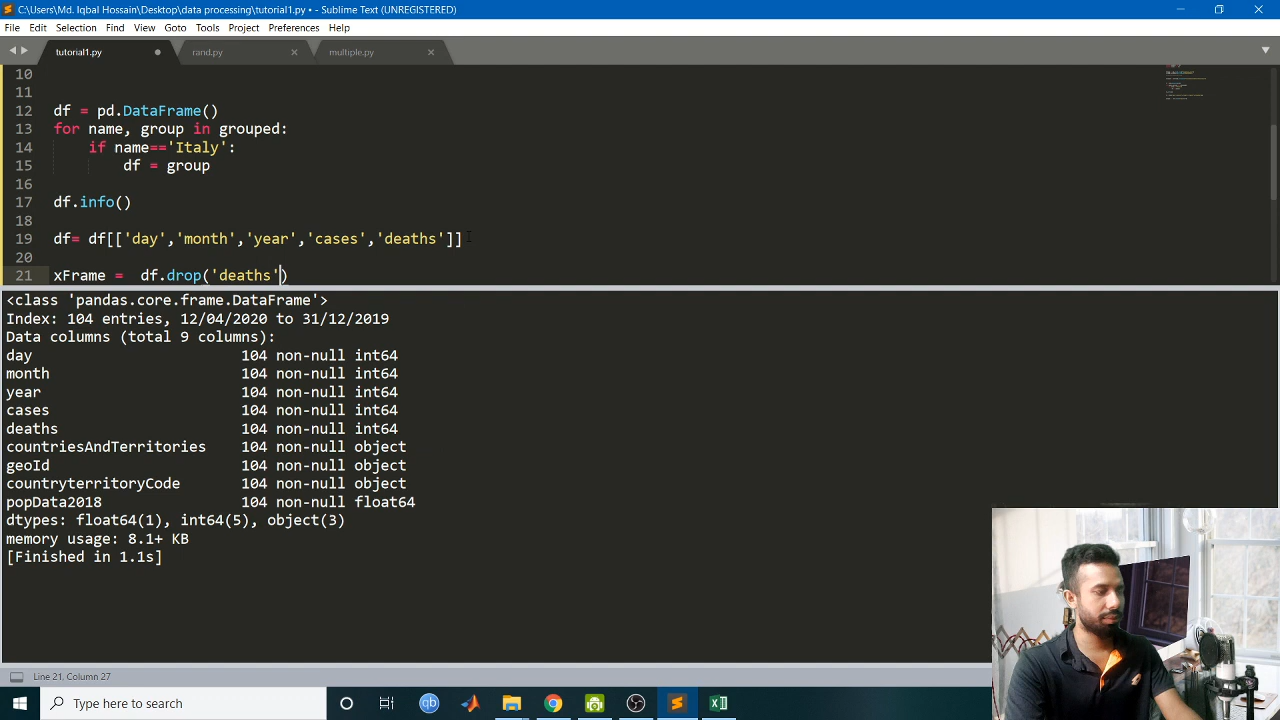 C:\Users\Md. Iqbal Hossain\Desktop\data processing\tutorial1.py • - Sublime Text (UNREGISTERED)
File Edit Selection Find View Goto Tools Project Preferences Help
tutorial1.py rand.py multiple.py
10
11
12 df = pd.DataFrame()
13 for name, group in grouped:
14 if name=='Italy':
15 df = group
16
17 df.info()
18
19 df= df[['day','month','year','cases','deaths']]
20
21 xFrame = df.drop('deaths')
<class 'pandas.core.frame.DataFrame'>
Index: 104 entries, 12/04/2020 to 31/12/2019
Data columns (total 9 columns):
day 104 non-null int64
month 104 non-null int64
year 104 non-null int64
cases 104 non-null int64
deaths 104 non-null int64
countriesAndTerritories 104 non-null object
geoId 104 non-null object
countryterritoryCode 104 non-null object
popData2018 104 non-null float64
dtypes: float64(1), int64(5), object(3)
memory usage: 8.1+ KB
[Finished in 1.1s]
Line 21, Column 27
Type here to search